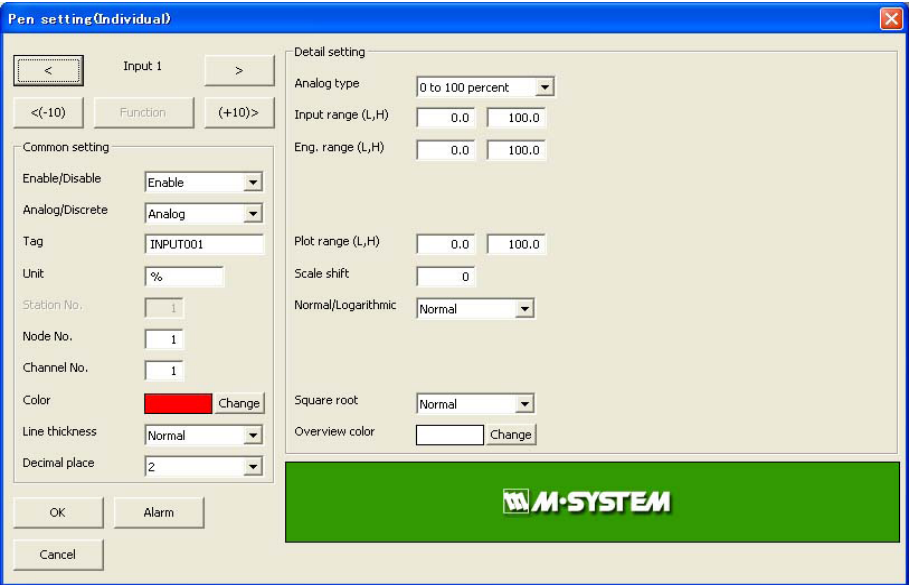 Pen setting(Individual)
< Input 1 >
<(-10) Function (+10)>
Common setting
Enable/Disable Enable
Analog/Discrete Analog
Tag INPUT001
Unit %
Station No. 1
Node No. 1
Channel No. 1
Color Change
Line thickness Normal
Decimal place 2
OK Alarm
Cancel
Detail setting
Analog type 0 to 100 percent
Input range (L,H) 0.0 100.0
Eng. range (L,H) 0.0 100.0
Plot range (L,H) 0.0 100.0
Scale shift 0
Normal/Logarithmic Normal
Square root Normal
Overview color Change
M·SYSTEM